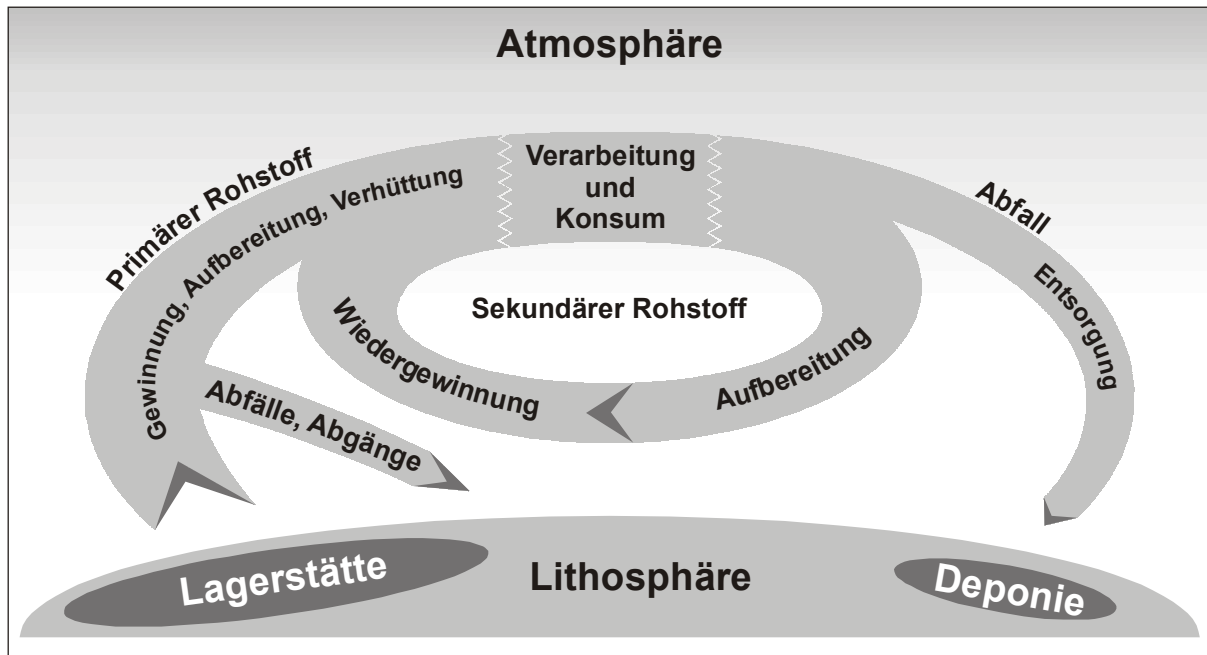 Atmosphäre
Primärer Rohstoff
Gewinnung, Aufbereitung, Verhüttung
Verarbeitung
und
Konsum
Abfall
Entsorgung
Sekundärer Rohstoff
Wiedergewinnung
Aufbereitung
Abfälle, Abgänge
Lagerstätte
Lithosphäre
Deponie